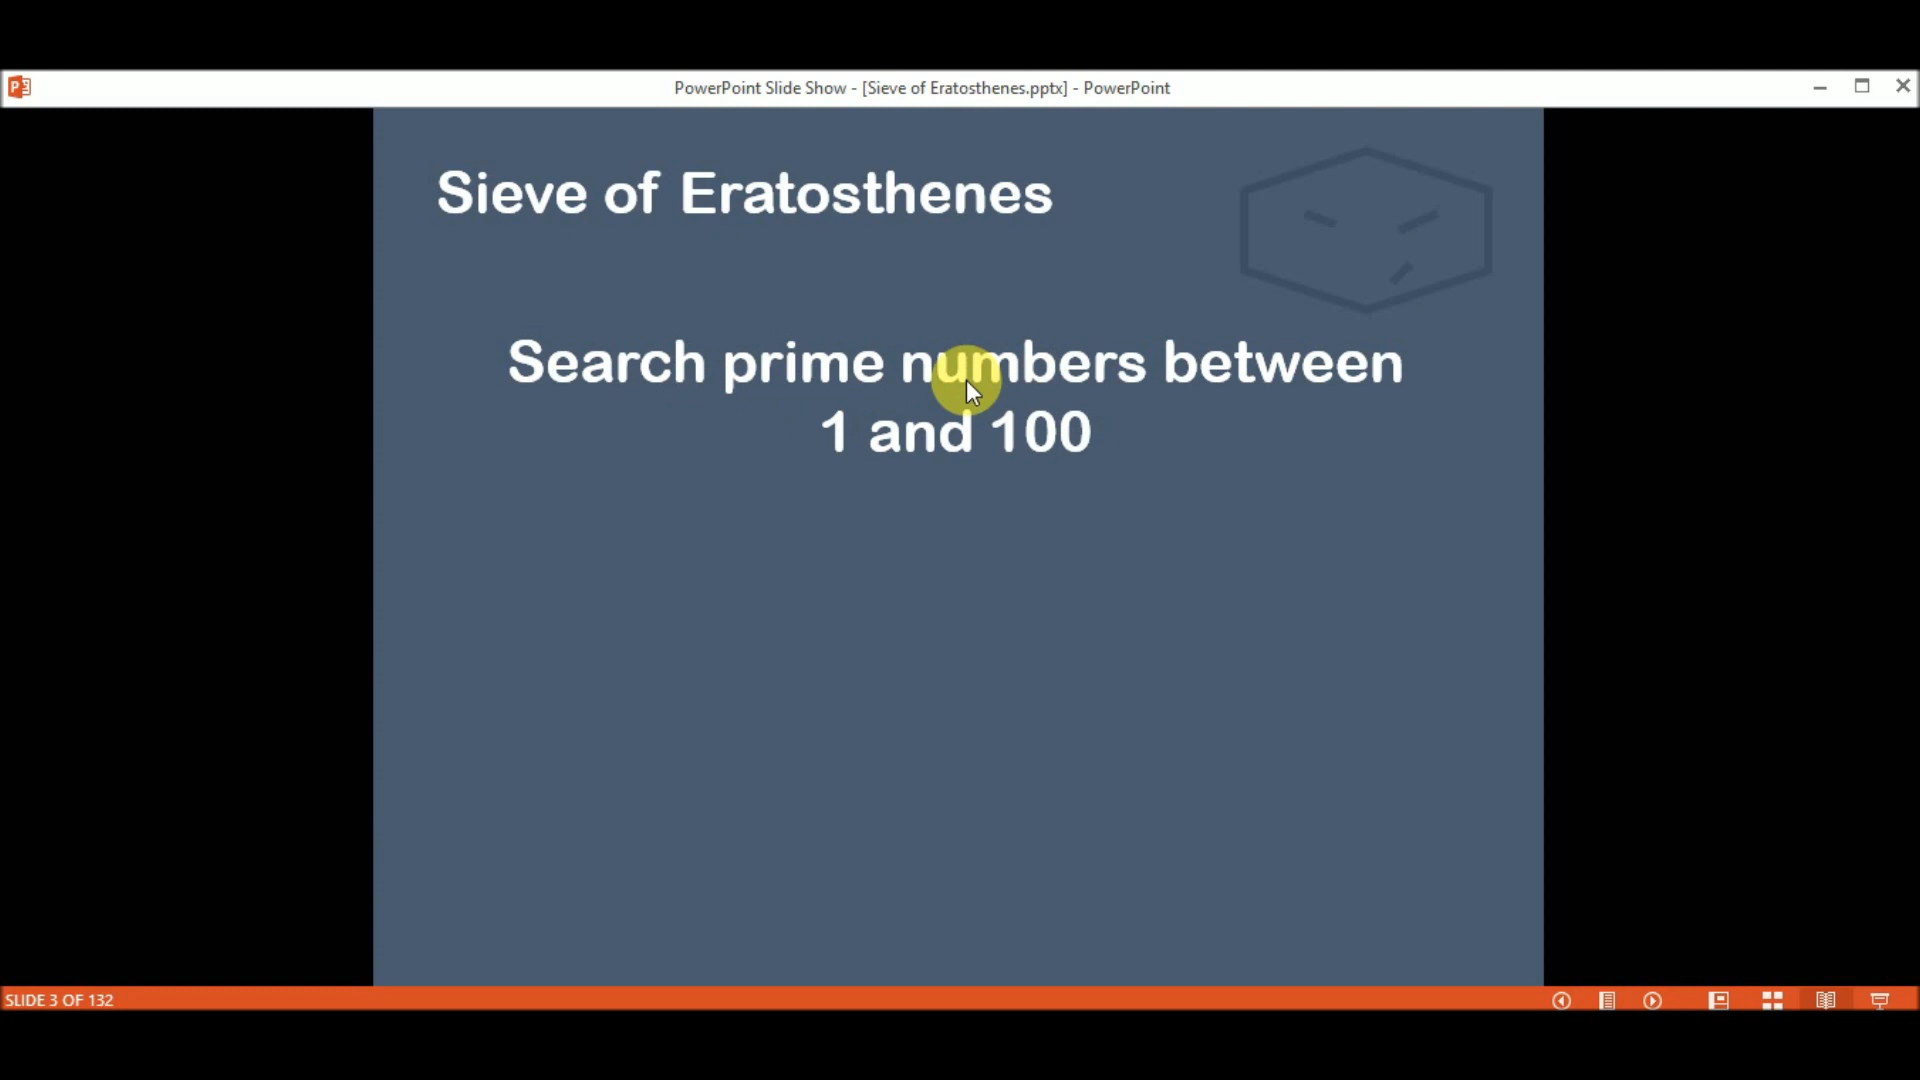 PowerPoint Slide Show - [Sieve of Eratosthenes.pptx] - PowerPoint
Sieve of Eratosthenes
Search prime numbers between
1 and 100
SLIDE 3 OF 132